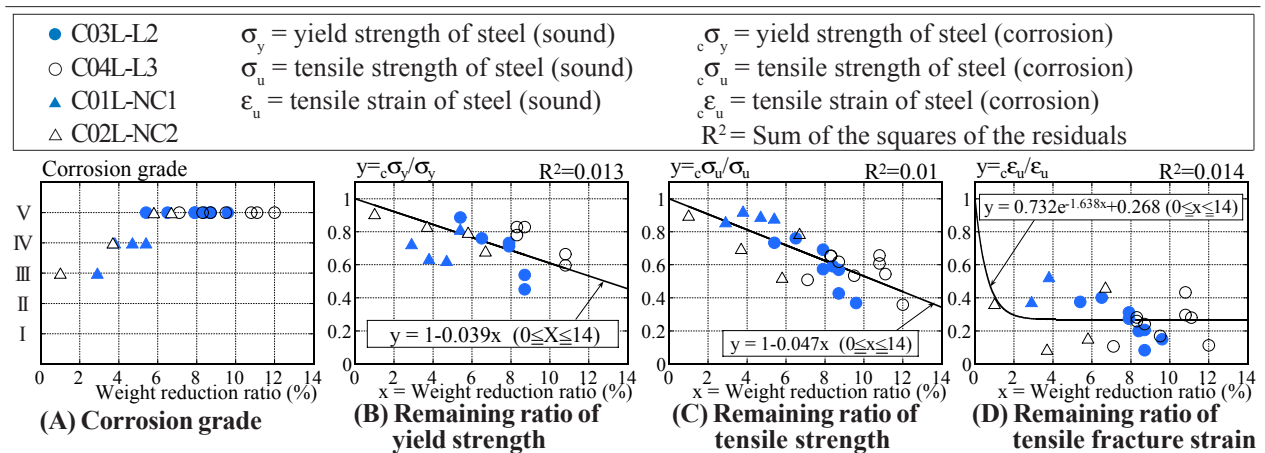 C03L-L2 σy = yield strength of steel (sound) cσy = yield strength of steel (corrosion)
C04L-L3 σu = tensile strength of steel (sound) cσu = tensile strength of steel (corrosion)
C01L-NC1 εu = tensile strain of steel (sound) cεu = tensile strain of steel (corrosion)
C02L-NC2 R²= Sum of the squares of the residuals
Corrosion grade
V
IV
III
II
I
0 2 4 6 8 10 12 14
Weight reduction ratio (%)
(A) Corrosion grade
y=cσy/σy R²=0.013
1
0.8
0.6
0.4
0.2
0
y = 1-0.039x (0≦X≦14)
0 2 4 6 8 10 12 14
x = Weight reduction ratio (%)
(B) Remaining ratio of
yield strength
y=cσu/σu R²=0.01
1
0.8
0.6
0.4
0.2
0
y = 1-0.047x (0≦x≦14)
0 2 4 6 8 10 12 14
x = Weight reduction ratio (%)
(C) Remaining ratio of
tensile strength
y=cεu/εu R²=0.014
1
0.8
0.6
0.4
0.2
0
y = 0.732e-1.638x+0.268 (0≦x≦14)
0 2 4 6 8 10 12 14
x = Weight reduction ratio (%)
(D) Remaining ratio of
tensile fracture strain